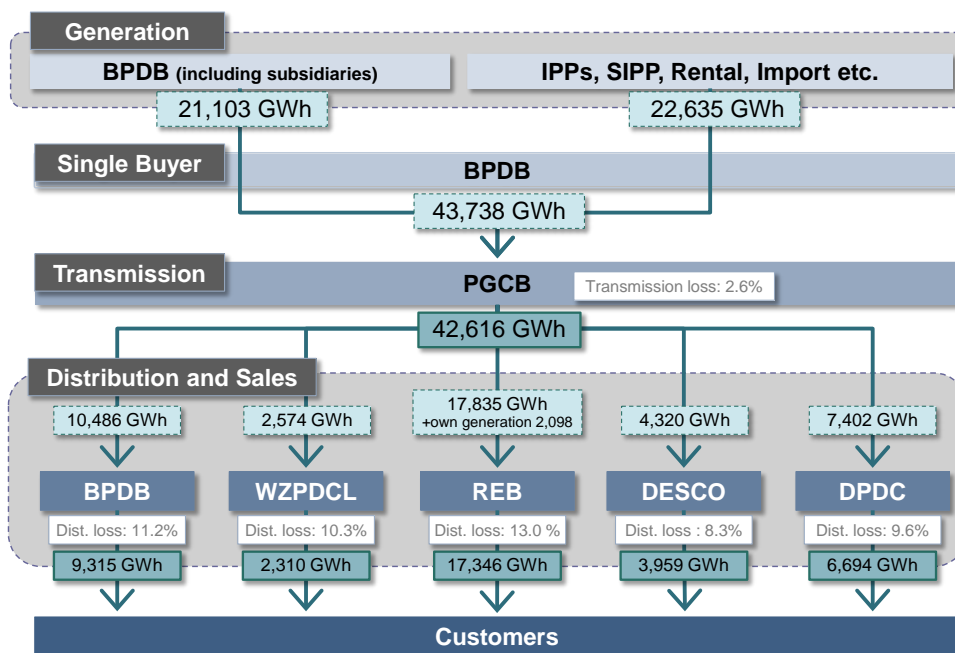 Generation
BPDB (including subsidiaries)
IPPs, SIPP, Rental, Import etc.
21,103 GWh
22,635 GWh
Single Buyer
BPDB
43,738 GWh
Transmission
PGCB
Transmission loss: 2.6%
42,616 GWh
Distribution and Sales
10,486 GWh
2,574 GWh
17,835 GWh
+own generation 2,098
4,320 GWh
7,402 GWh
BPDB
WZPDCL
REB
DESCO
DPDC
Dist. loss: 11.2%
Dist. loss: 10.3%
Dist. loss: 13.0 %
Dist. loss : 8.3%
Dist. loss: 9.6%
9,315 GWh
2,310 GWh
17,346 GWh
3,959 GWh
6,694 GWh
Customers